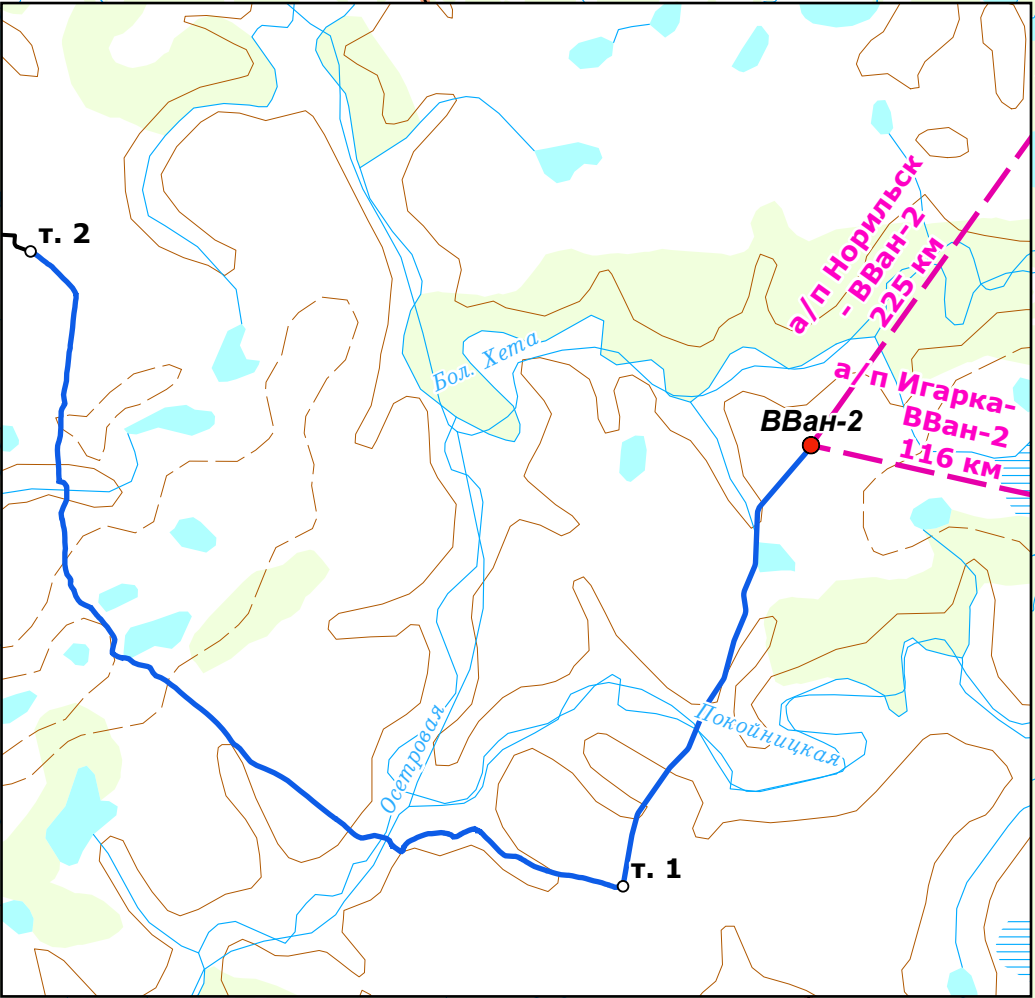 т. 2
а/п Норильск
- ВВан-2
225 км
Бол. Хета
а/п Игарка-
ВВан-2
116 км
ВВан-2
Осетровая
Покойницкая
т. 1